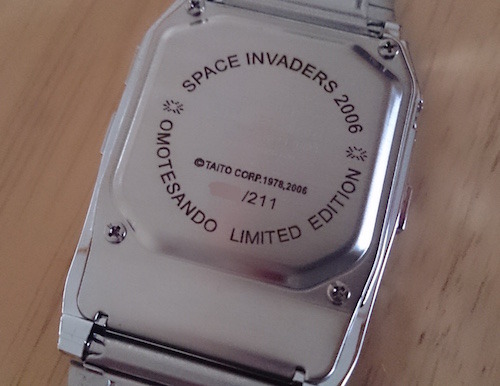 SPACE INVADERS 2006
©TAITO CORP.1978,2006
/211
OMOTESANDO LIMITED EDITION